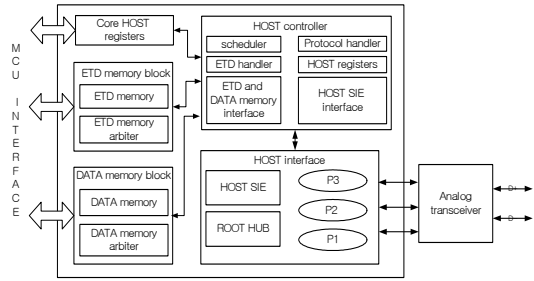 MCU INTERFACE
Core HOST
registers
ETD memory block
ETD memory
ETD memory
arbiter
DATA memory block
DATA memory
DATA memory
arbiter
HOST controller
scheduler
Protocol handler
ETD handler
HOST registers
ETD and
DATA memory
interface
HOST SIE
interface
HOST interface
HOST SIE
ROOT HUB
P3
P2
P1
Analog
transceiver
D+
D-